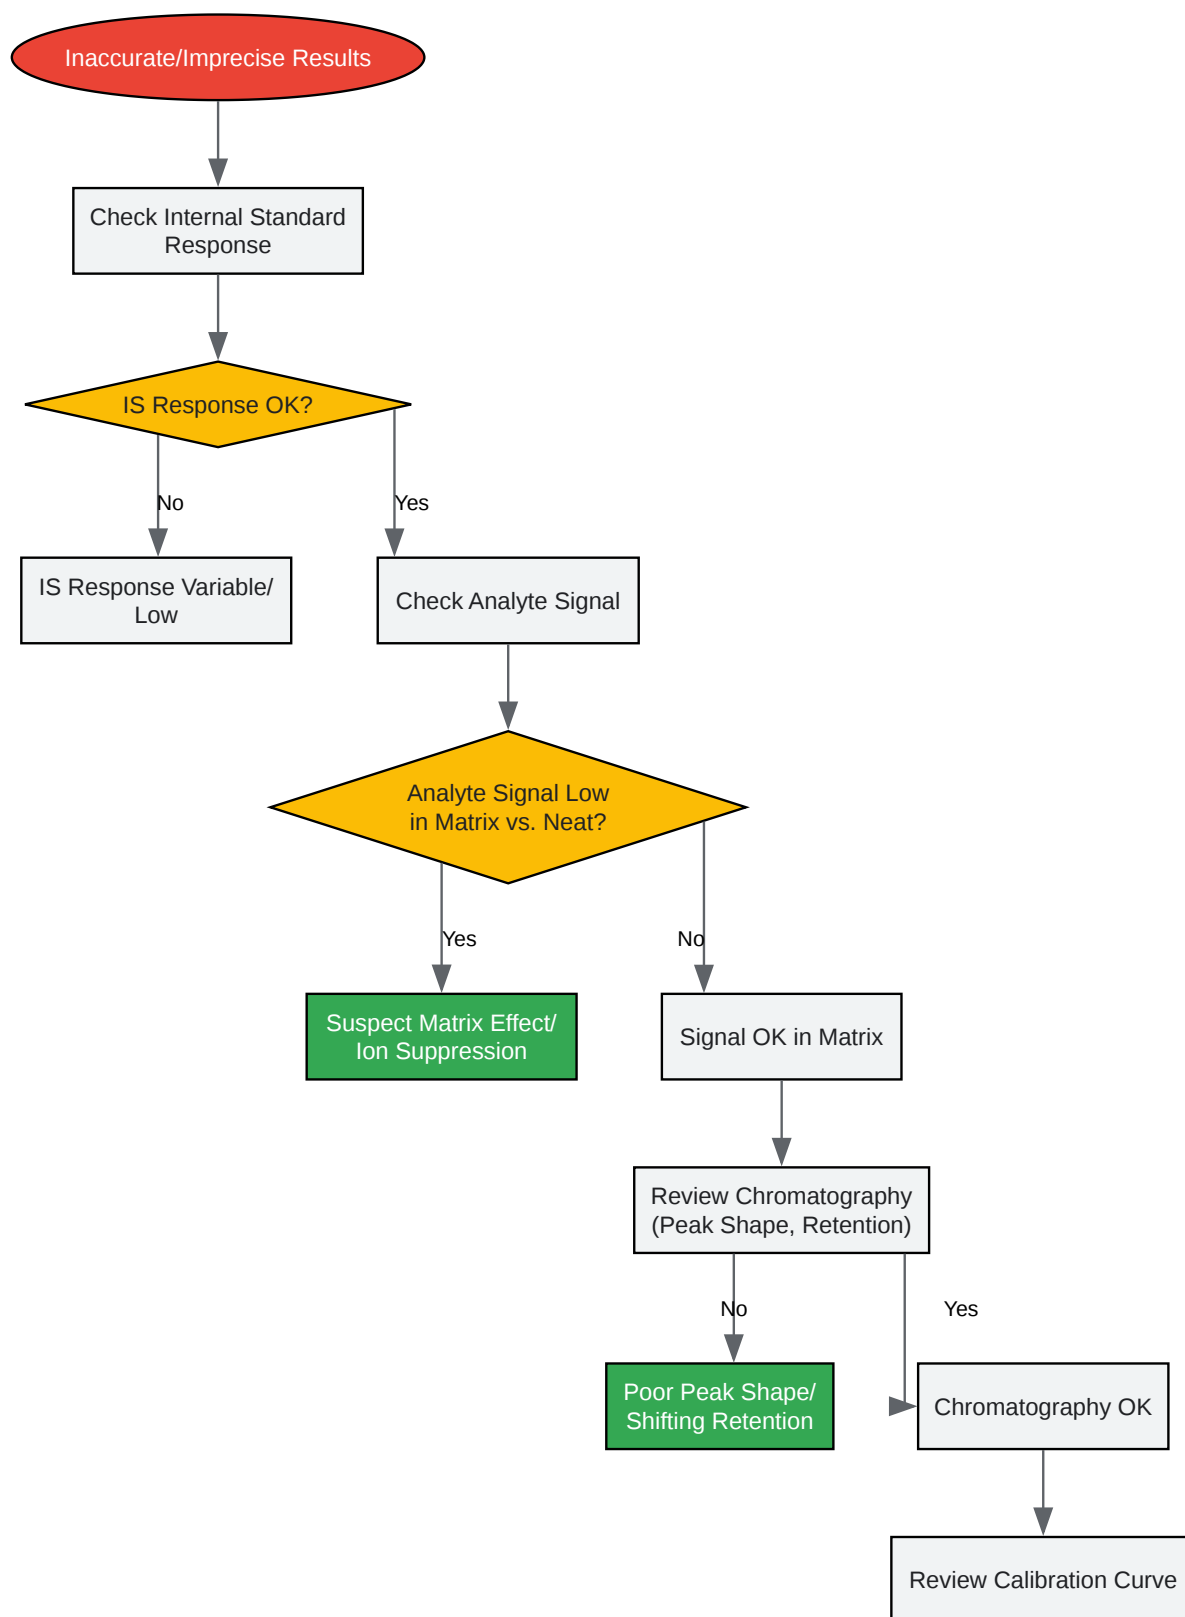 Inaccurate/Imprecise Results
Check Internal Standard
Response
IS Response OK?
No
Yes
IS Response Variable/
Low
Check Analyte Signal
Analyte Signal Low
in Matrix vs. Neat?
Yes
No
Suspect Matrix Effect/
Ion Suppression
Signal OK in Matrix
Review Chromatography
(Peak Shape, Retention)
No
Yes
Poor Peak Shape/
Shifting Retention
Chromatography OK
Review Calibration Curve